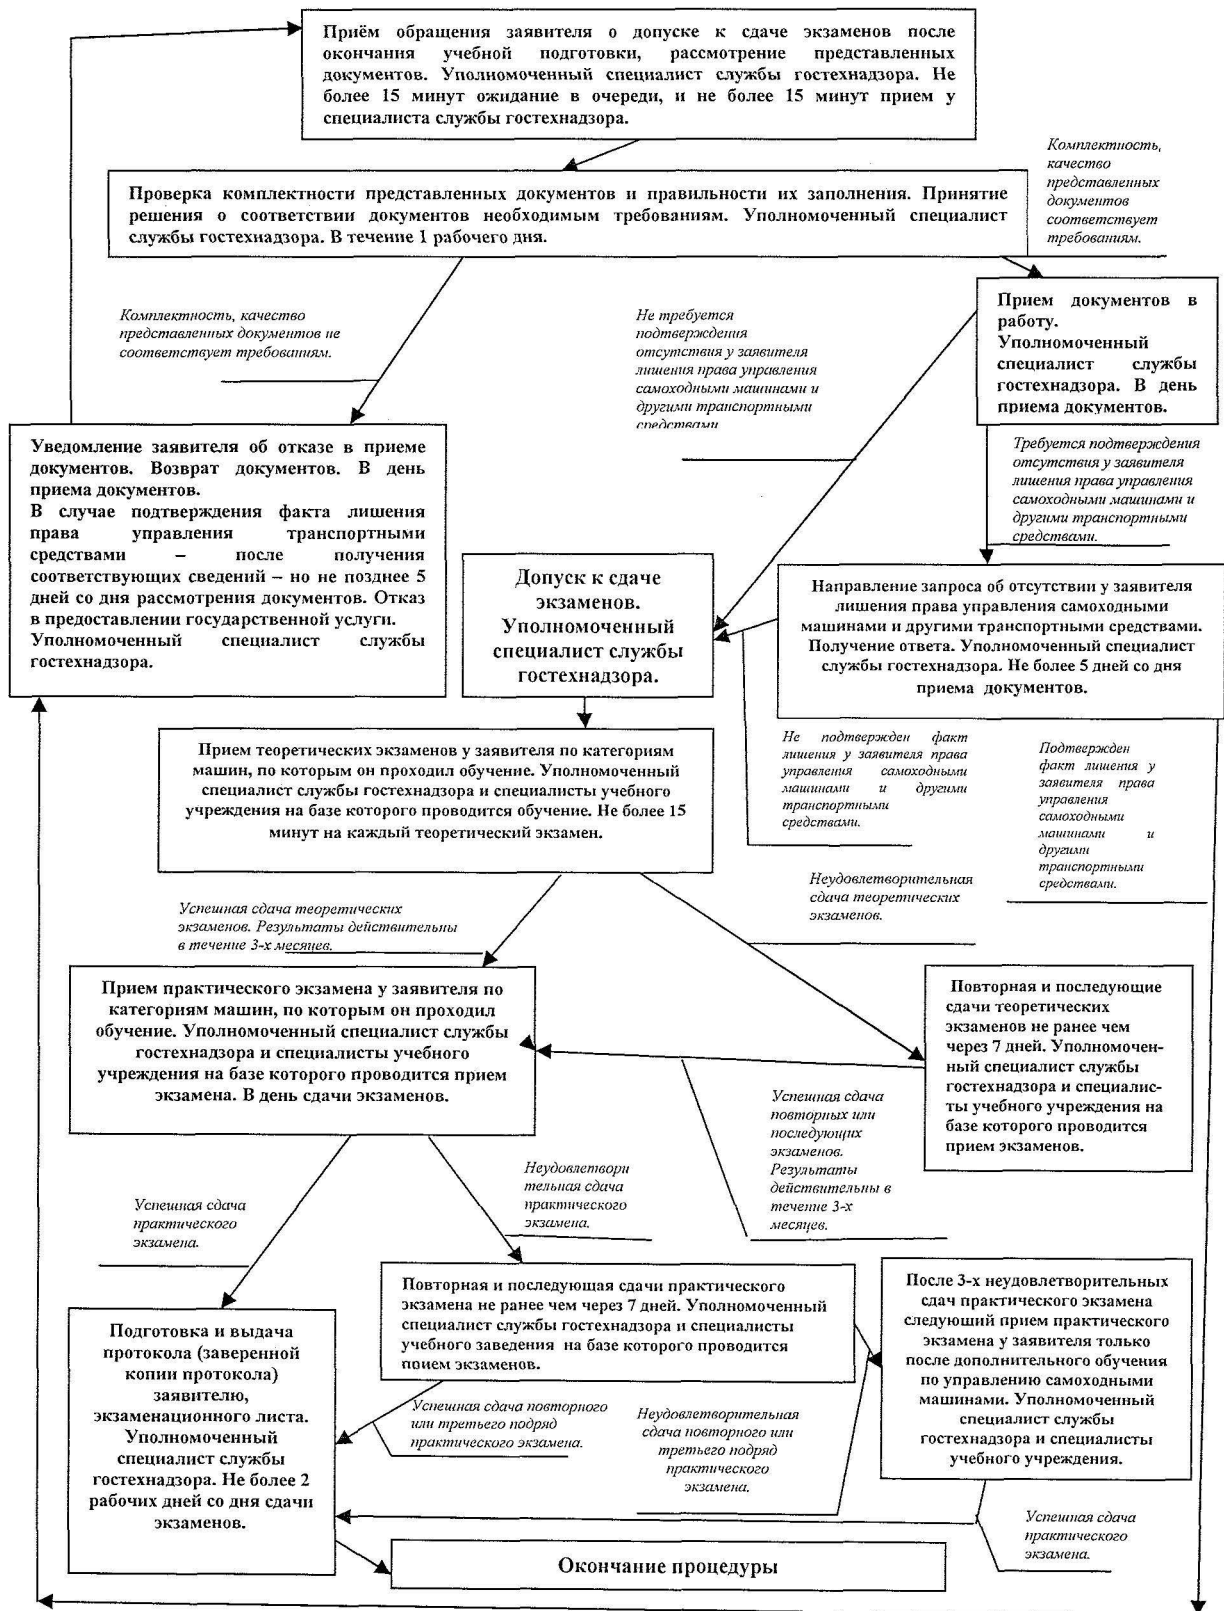 Приём обращения заявителя о допуске к сдаче экзаменов после
окончания учебной подготовки, рассмотрение представленных
документов. Уполномоченный специалист службы гостехнадзора. Не
более 15 минут ожидание в очереди, и не более 15 минут прием у
специалиста службы гостехнадзора.
Комплектность,
качество
представленных
документов
соответствует
требованиям.
Проверка комплектности представленных документов и правильности их заполнения. Принятие
решения о соответствии документов необходимым требованиям. Уполномоченный специалист
службы гостехнадзора. В течение 1 рабочего дня.
Комплектность, качество
представленных документов не
соответствует требованиям.
Не требуется
подтверждения
отсутствия у заявителя
лишения права управления
самоходными машинами и
другими транспортными
средствами
Прием документов в
работу.
Уполномоченный
специалист службы
гостехнадзора. В день
приема документов.
Уведомление заявителя об отказе в приеме
документов. Возврат документов. В день
приема документов.
В случае подтверждения факта лишения
права управления транспортными
средствами – после получения
соответствующих сведений – но не позднее 5
дней со дня рассмотрения документов. Отказ
в предоставлении государственной услуги.
Уполномоченный специалист службы
гостехнадзора.
Требуется подтверждения
отсутствия у заявителя
лишения права управления
самоходными машинами и
другими транспортными
средствами.
Допуск к сдаче
экзаменов.
Уполномоченный
специалист службы
гостехнадзора.
Направление запроса об отсутствии у заявителя
лишения права управления самоходными
машинами и другими транспортными средствами.
Получение ответа. Уполномоченный специалист
службы гостехнадзора. Не более 5 дней со дня
приема документов.
Прием теоретических экзаменов у заявителя по категориям
машин, по которым он проходил обучение. Уполномоченный
специалист службы гостехнадзора и специалисты учебного
учреждения на базе которого проводится обучение. Не более 15
минут на каждый теоретический экзамен.
Не подтвержден факт
лишения у заявителя права
управления самоходными
машинами и другими
транспортными
средствами.
Подтвержден
факт лишения у
заявителя права
управления
самоходными
машинами и
другими
транспортными
средствами.
Неудовлетворительная
сдача теоретических
экзаменов.
Успешная сдача теоретических
экзаменов. Результаты действительны
в течение 3-х месяцев.
Прием практического экзамена у заявителя по
категориям машин, по которым он проходил
обучение. Уполномоченный специалист службы
гостехнадзора и специалисты учебного
учреждения на базе которого проводится прием
экзамена. В день сдачи экзаменов.
Повторная и последующие
сдачи теоретических
экзаменов не ранее чем
через 7 дней. Уполномочен-
ный специалист службы
гостехнадзора и специалис-
ты учебного учреждения на
базе которого проводится
прием экзаменов.
Успешная сдача
повторных или
последующих
экзаменов.
Результаты
действительны в
течение 3-х
месяцев.
Неудовлетвори
тельная сдача
практического
экзамена.
Успешная сдача
практического
экзамена.
Повторная и последующая сдачи практического
экзамена не ранее чем через 7 дней. Уполномоченный
специалист службы гостехнадзора и специалисты
учебного заведения на базе которого проводится
прием экзаменов.
После 3-х неудовлетворительных
сдач практического экзамена
следующий прием практического
экзамена у заявителя только
после дополнительного обучения
по управлению самоходными
машинами. Уполномоченный
специалист службы
гостехнадзора и специалисты
учебного учреждения.
Подготовка и выдача
протокола (заверенной
копии протокола)
заявителю,
экзаменационного листа.
Уполномоченный
специалист службы
гостехнадзора. Не более 2
рабочих дней со дня сдачи
экзаменов.
Успешная сдача повторного
или третьего подряд
практического экзамена.
Неудовлетворительная
сдача повторного или
третьего подряд
практического
экзамена.
Успешная сдача
практического
экзамена.
Окончание процедуры